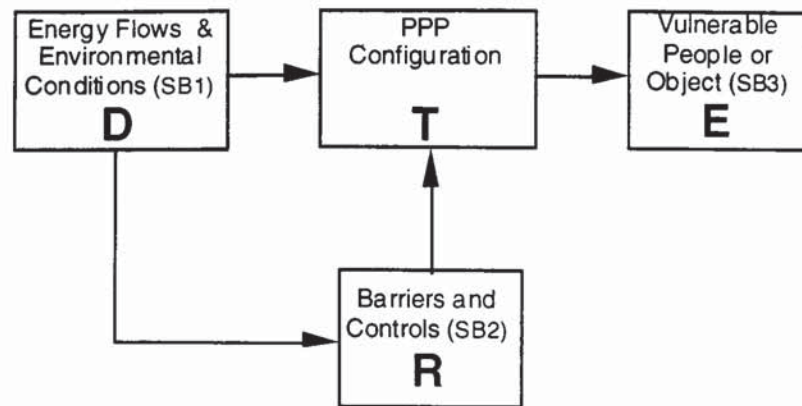 Energy Flows &
Environmental
Conditions (SB1)
D
PPP
Configuration
T
Vulnerable
People or
Object (SB3)
E
Barriers and
Controls (SB2)
R